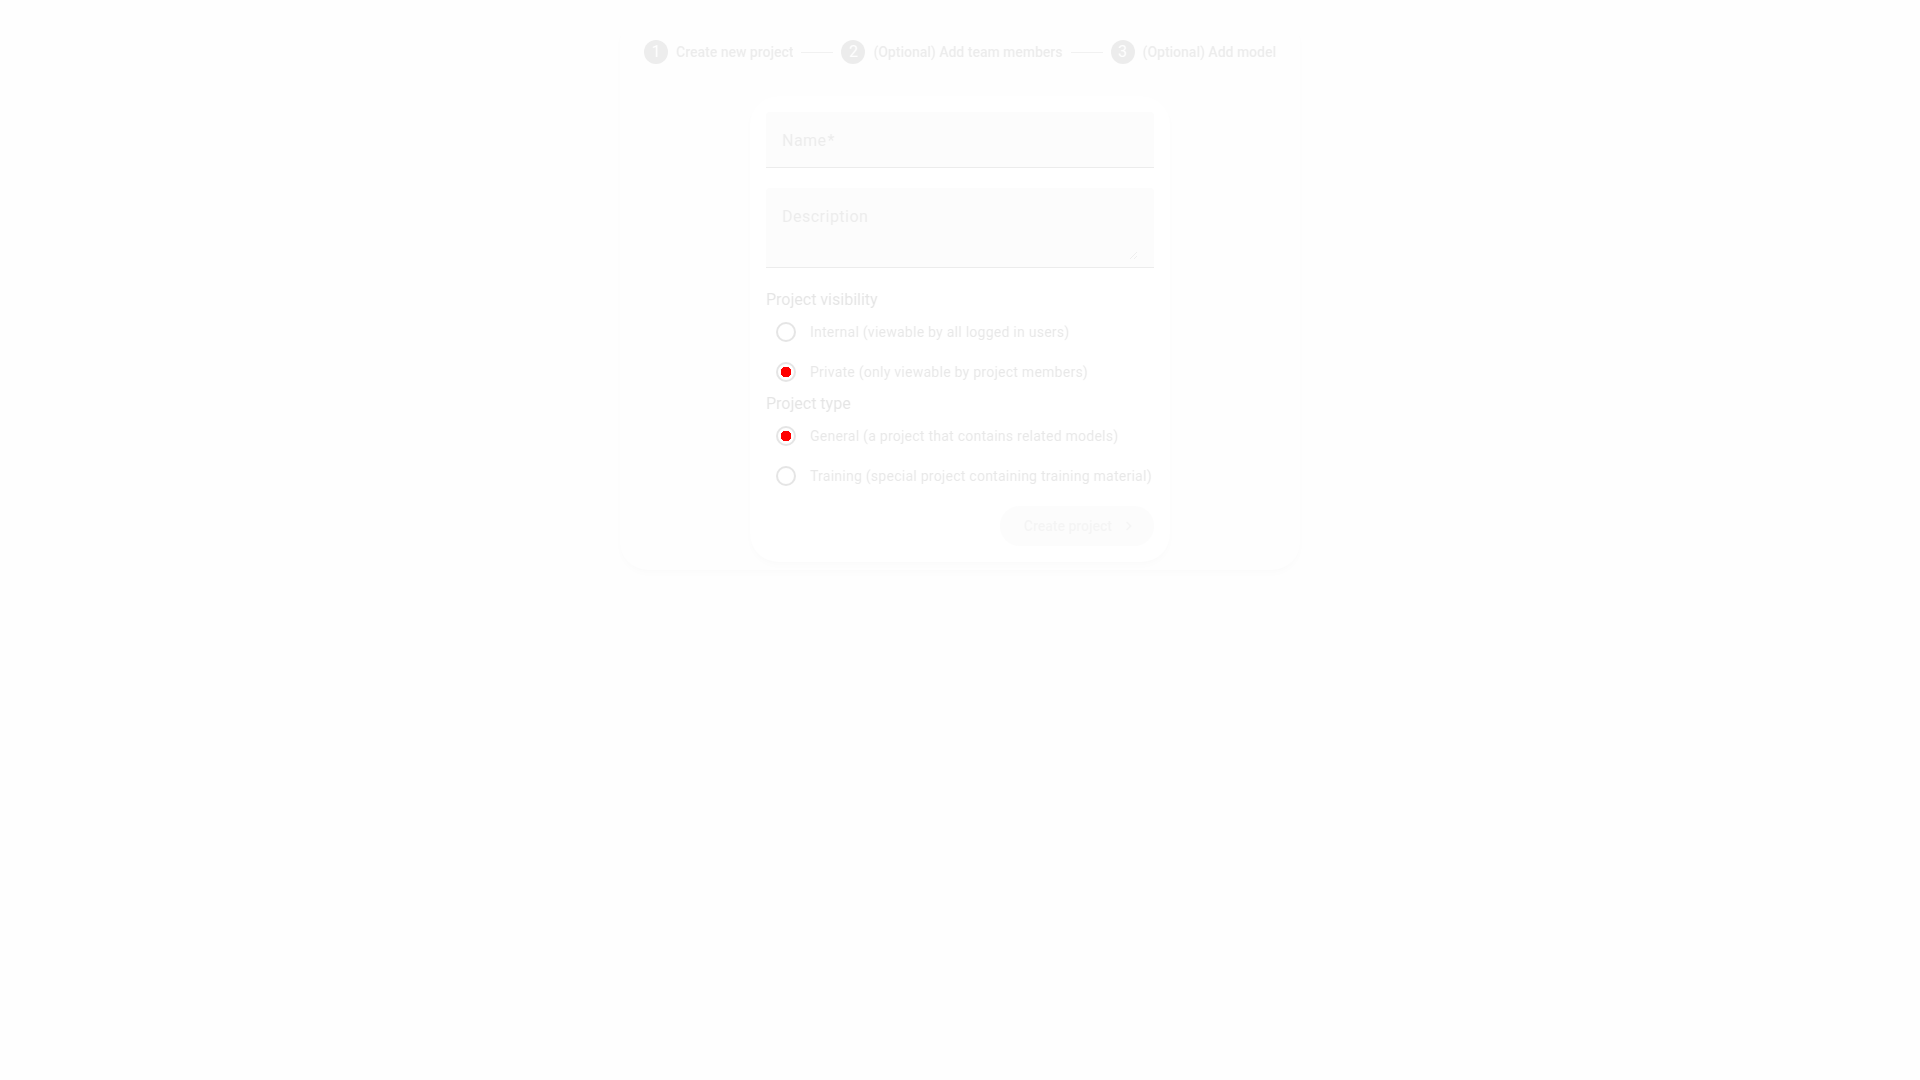 1 Create new project 2 (Optional) Add team members 3 (Optional) Add model
Name*
Description
Project visibility
Internal (viewable by all logged in users)
Private (only viewable by project members)
Project type
General (a project that contains related models)
Training (special project containing training material)
Create project